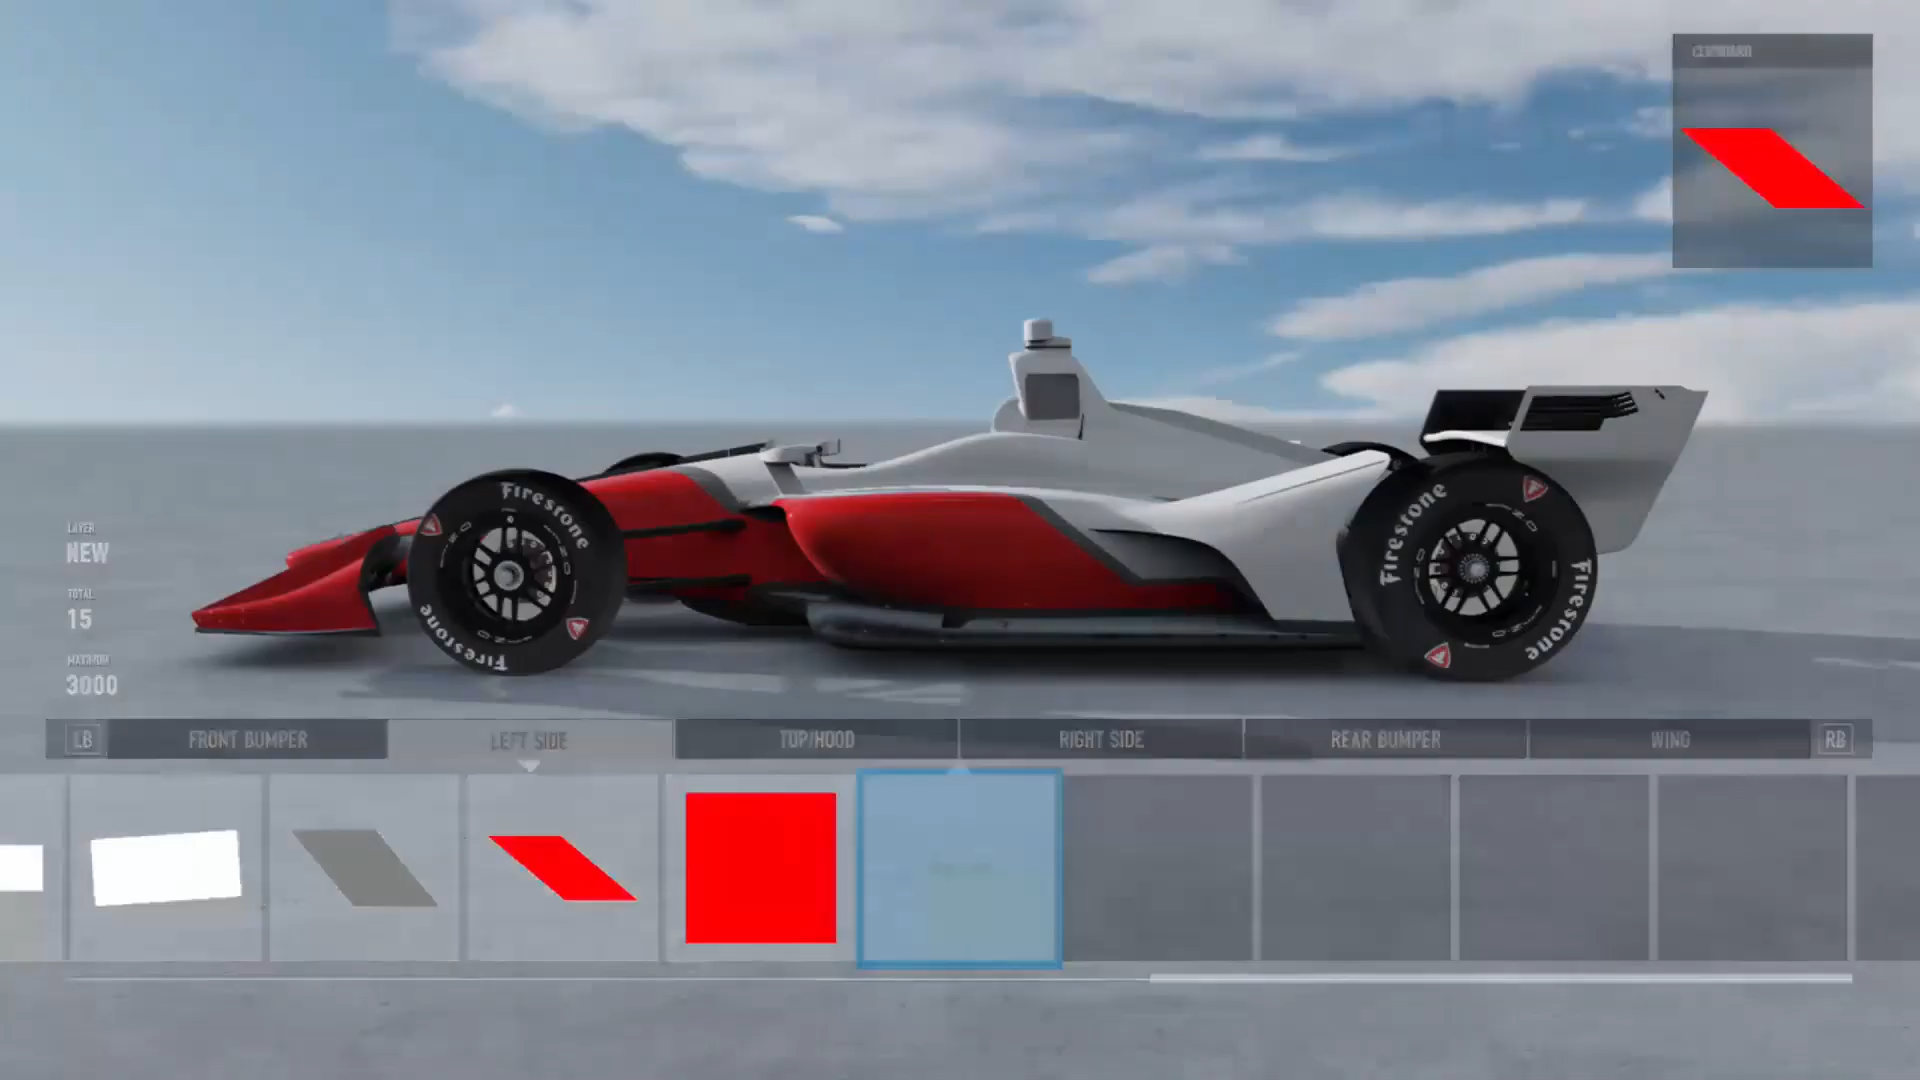 CLIPBOARD
Firestone
Firestone
Firestone
Firestone
LAYER
NEW
TOTAL
15
MAXIMUM
3000
LB
FRONT BUMPER
LEFT SIDE
TOP/HOOD
RIGHT SIDE
REAR BUMPER
WING
RB